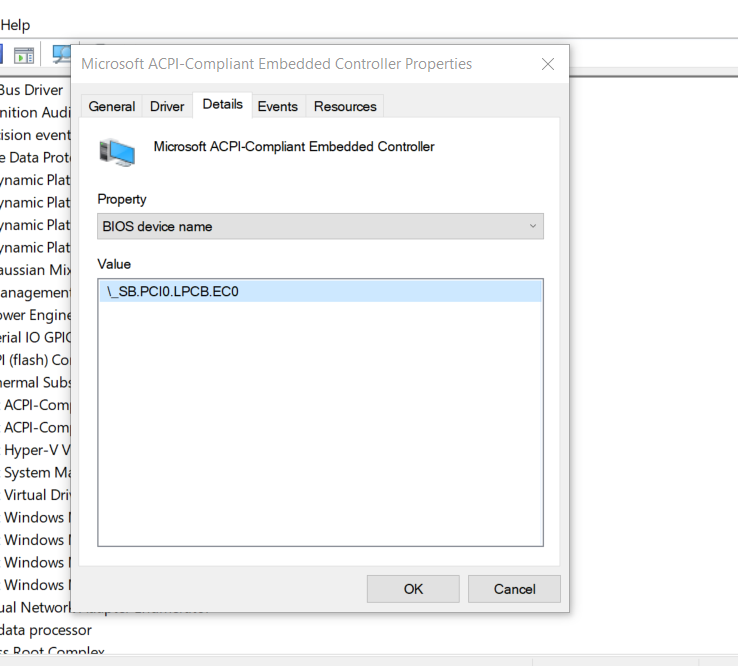 Help
Microsoft ACPI-Compliant Embedded Controller Properties
General Driver Details Events Resources
Microsoft ACPI-Compliant Embedded Controller
Property
BIOS device name
Value
\_SB.PCI0.LPCB.EC0
OK Cancel
Bus Driver
nition Audi
ision event
e Data Prot
ynamic Plat
ynamic Plat
ynamic Plat
ynamic Plat
aussian Mix
anagement
ower Engine
erial IO GPIO
PI (flash) Co
hermal Subs
t ACPI-Comp
t ACPI-Comp
t Hyper-V V
t System Ma
t Virtual Driv
t Windows
t Windows
t Windows
t Windows
ual Network Adapter Enumerator
data processor
ss Root Complex